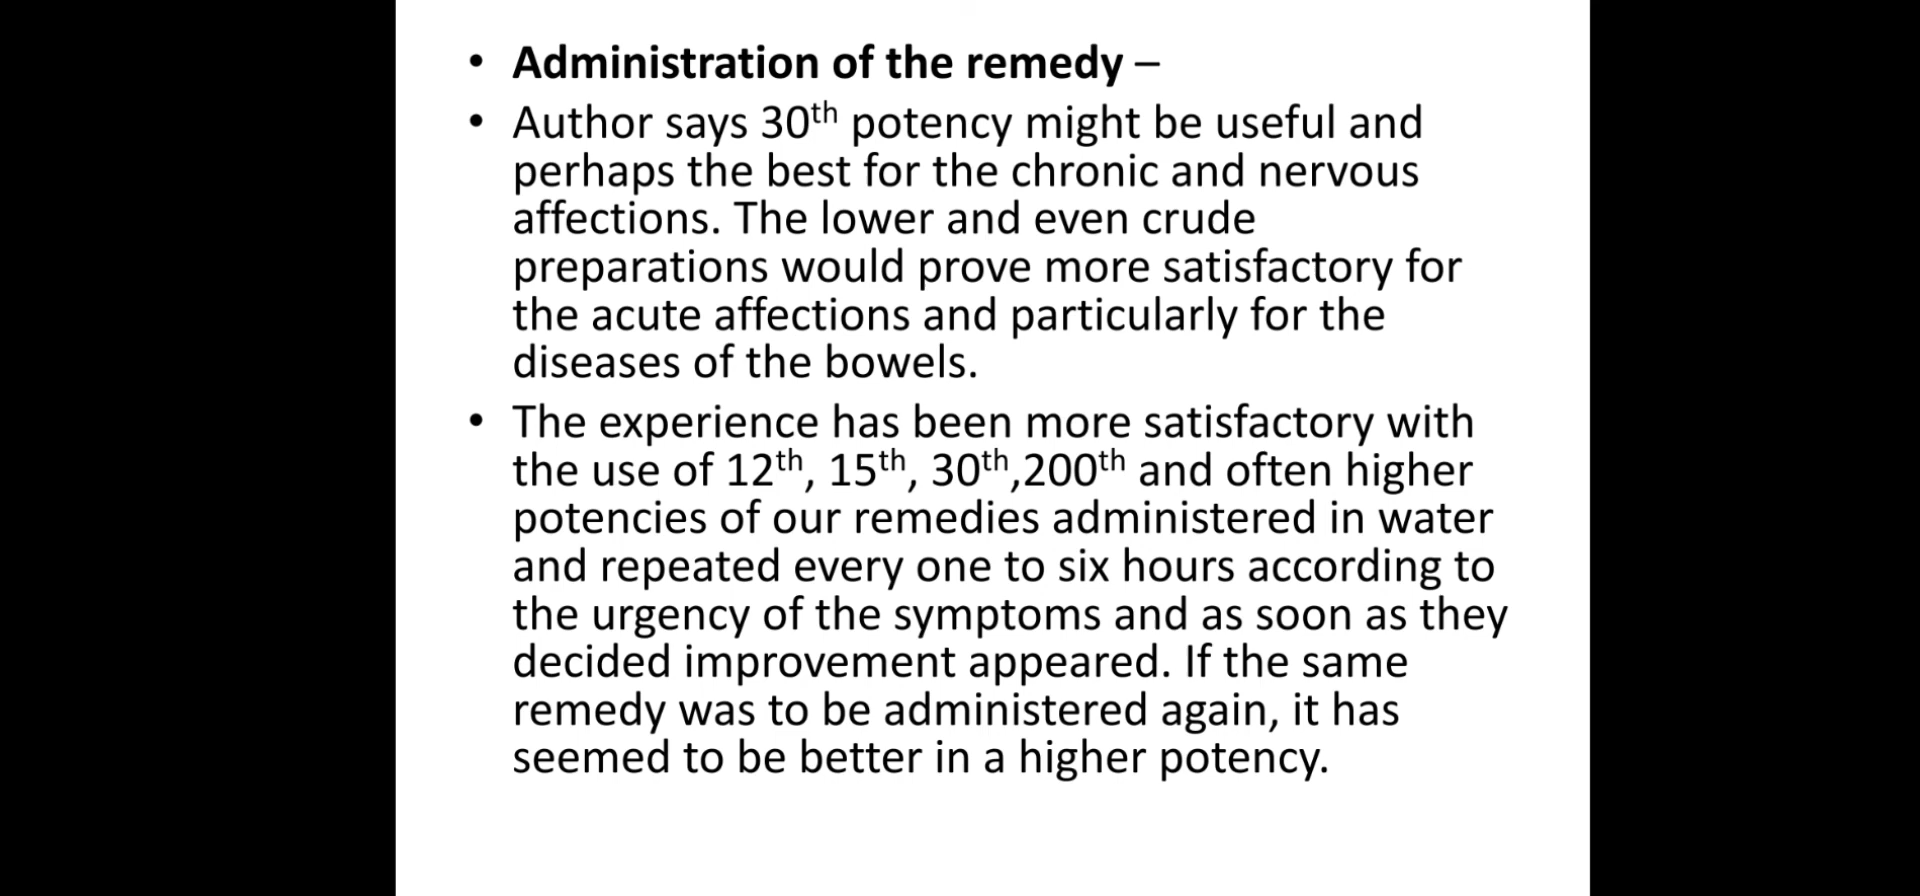 • Administration of the remedy –
• Author says 30th potency might be useful and
perhaps the best for the chronic and nervous
affections. The lower and even crude
preparations would prove more satisfactory for
the acute affections and particularly for the
diseases of the bowels.
• The experience has been more satisfactory with
the use of 12th, 15th, 30th,200th and often higher
potencies of our remedies administered in water
and repeated every one to six hours according to
the urgency of the symptoms and as soon as they
decided improvement appeared. If the same
remedy was to be administered again, it has
seemed to be better in a higher potency.